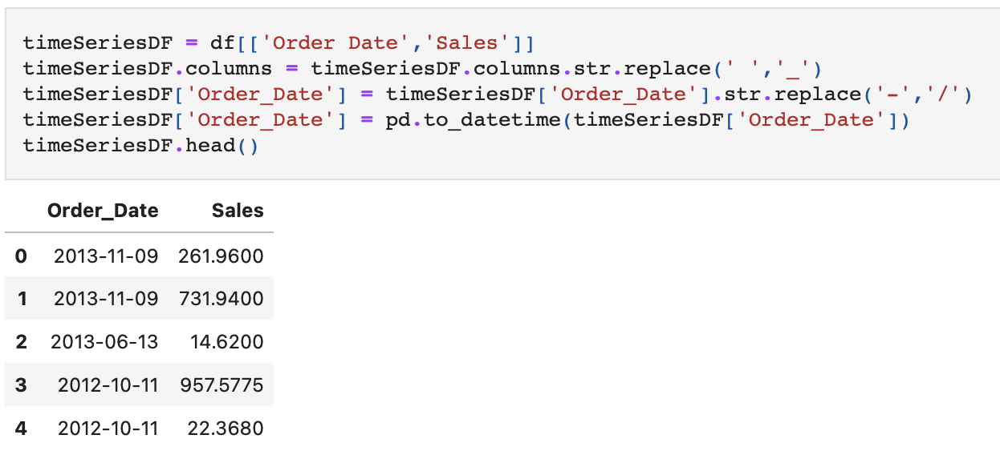 timeSeriesDF = df[['Order Date','Sales']]
timeSeriesDF.columns = timeSeriesDF.columns.str.replace(' ','_')
timeSeriesDF['Order_Date'] = timeSeriesDF['Order_Date'].str.replace('-','/')
timeSeriesDF['Order_Date'] = pd.to_datetime(timeSeriesDF['Order_Date'])
timeSeriesDF.head()
Order_Date Sales
0 2013-11-09 261.9600
1 2013-11-09 731.9400
2 2013-06-13 14.6200
3 2012-10-11 957.5775
4 2012-10-11 22.3680